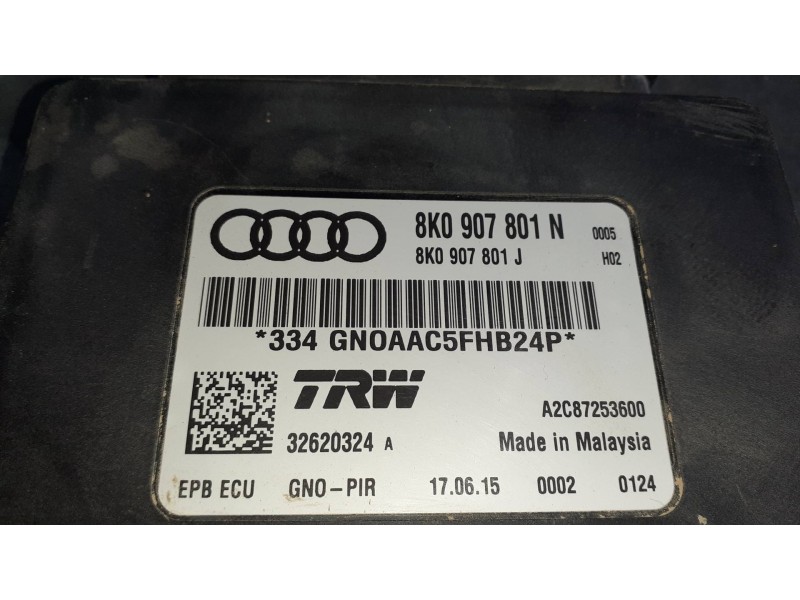 8K0 907 801 N 0005
8K0 907 801 J H02
*334 GNOAAC5FHB24P*
TRW A2C87253600
32620324 A Made in Malaysia
EPB ECU GNO-PIR 17.06.15 0002 0124